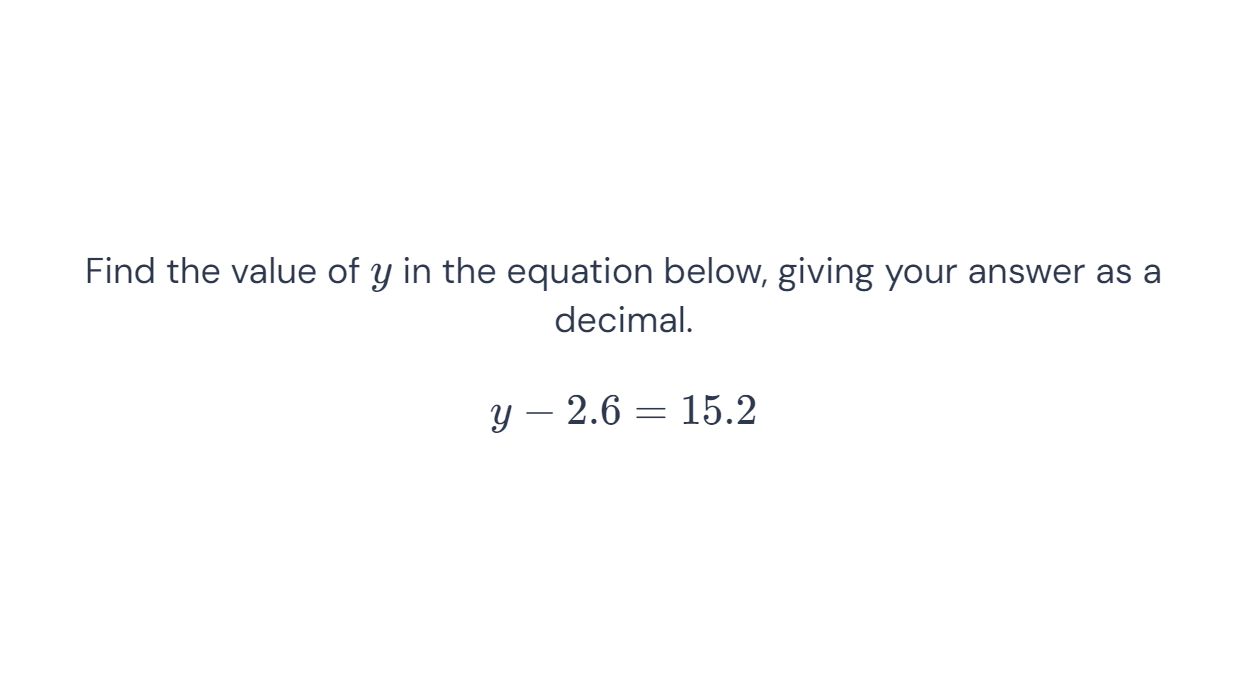 Find the value of y in the equation below, giving your answer as a
decimal.
y − 2.6 = 15.2